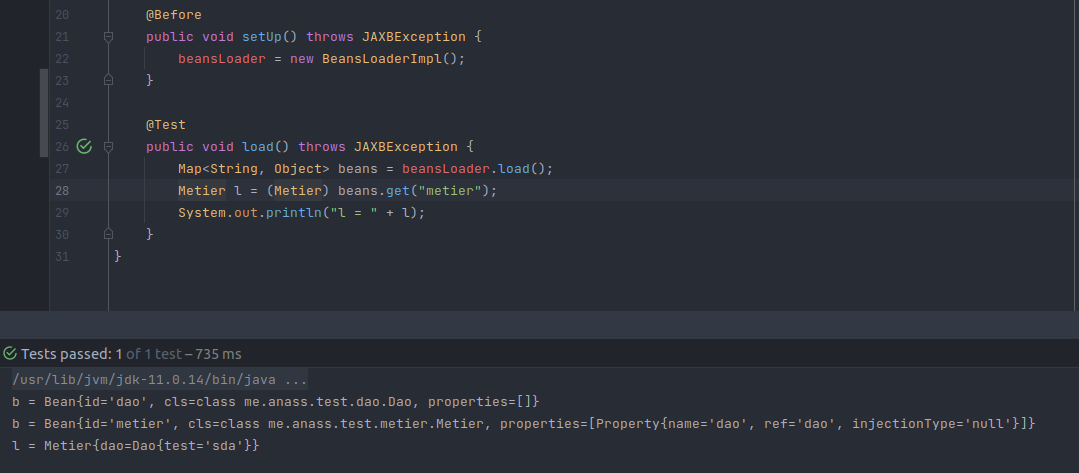 20 @Before
21 public void setUp() throws JAXBException {
22 beansLoader = new BeansLoaderImpl();
23 }
24
25 @Test
26 public void load() throws JAXBException {
27 Map<String, Object> beans = beansLoader.load();
28 Metier l = (Metier) beans.get("metier");
29 System.out.println("l = " + l);
30 }
31 }
Tests passed: 1 of 1 test – 735 ms
/usr/lib/jvm/jdk-11.0.14/bin/java ...
b = Bean{id='dao', cls=class me.anass.test.dao.Dao, properties=[]}
b = Bean{id='metier', cls=class me.anass.test.metier.Metier, properties=[Property{name='dao', ref='dao', injectionType='null'}]}
l = Metier{dao=Dao{test='sda'}}